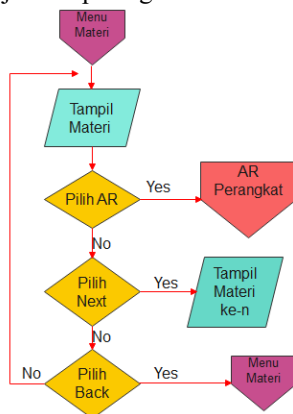 Menu
Materi
Tampil
Materi
Pilih AR
Yes
AR
Perangkat
No
Pilih
Next
Yes
Tampil
Materi
ke-n
No
No
Pilih
Back
Yes
Menu
Materi